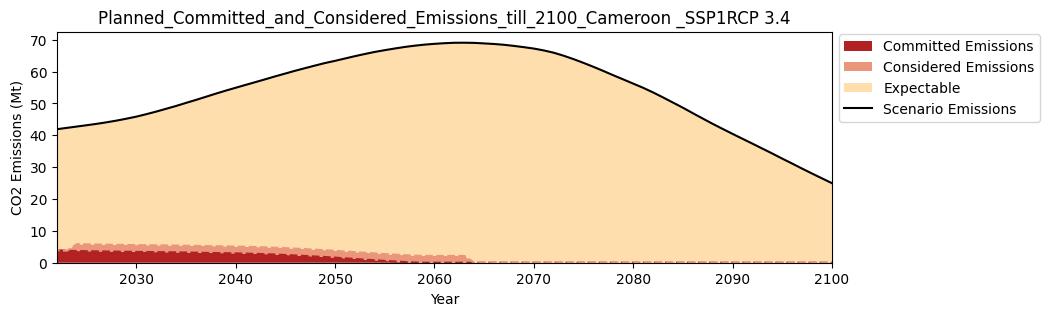 Planned_Committed_and_Considered_Emissions_till_2100_Cameroon _SSP1RCP 3.4
CO2 Emissions (Mt)
70
60
50
40
30
20
10
0
2030 2040 2050 2060 2070 2080 2090 2100
Year
Committed Emissions
Considered Emissions
Expectable
Scenario Emissions